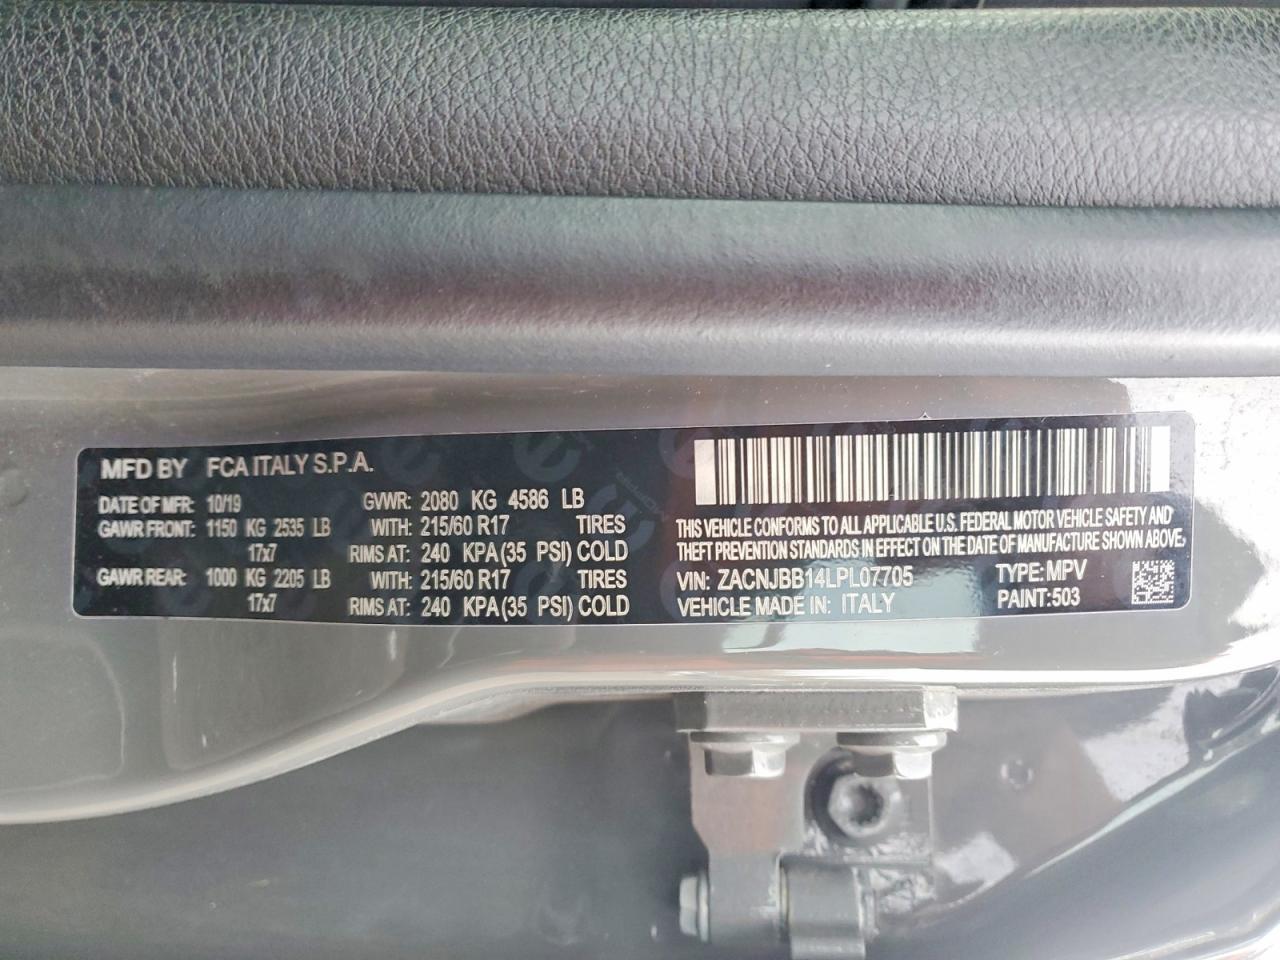 MFD BY FCA ITALY S.P.A.
DATE OF MFR: 10/19 GVWR: 2080 KG 4586 LB
GAWR FRONT: 1150 KG 2535 LB WITH: 215/60 R17 TIRES
17x7 RIMS AT: 240 KPA(35 PSI) COLD
GAWR REAR: 1000 KG 2205 LB WITH: 215/60 R17 TIRES
17x7 RIMS AT: 240 KPA(35 PSI) COLD
THIS VEHICLE CONFORMS TO ALL APPLICABLE U.S. FEDERAL MOTOR VEHICLE SAFETY AND
THEFT PREVENTION STANDARDS IN EFFECT ON THE DATE OF MANUFACTURE SHOWN ABOVE.
VIN: ZACNJBB14LPL07705 TYPE: MPV
VEHICLE MADE IN: ITALY PAINT: 503